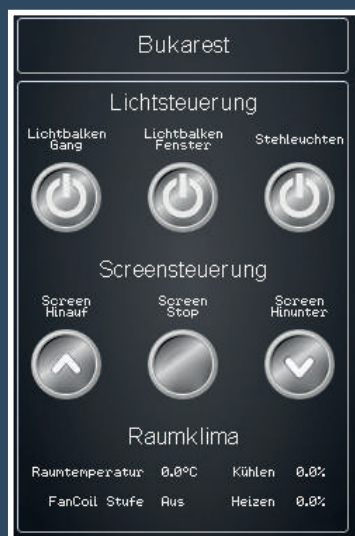 Bukarest
Lichtsteuerung
Lichtbalken Gang
Lichtbalken Fenster
Stehleuchten
Screensteuerung
Screen Hinauf
Screen Stop
Screen Hinunter
Raumklima
Raumtemperatur 0.0°C Kühlen 0.0%
FanCoil Stufe Aus Heizen 0.0%